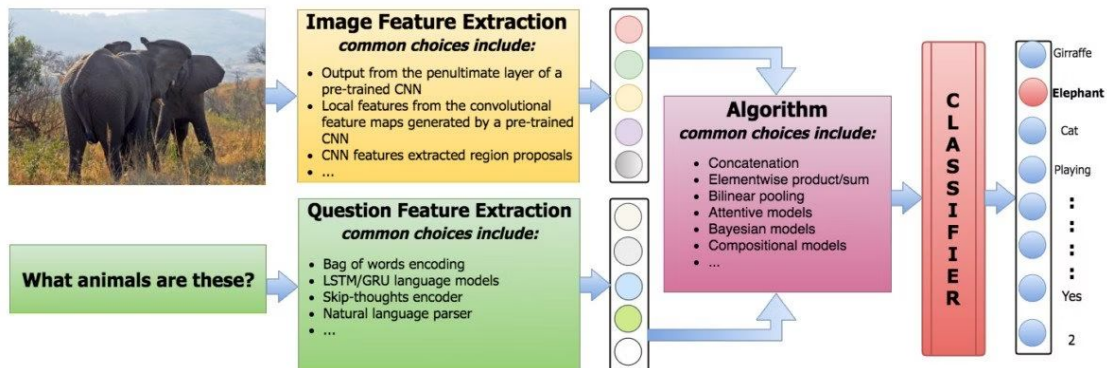 Image Feature Extraction
common choices include:
• Output from the penultimate layer of a
pre-trained CNN
• Local features from the convolutional
feature maps generated by a pre-trained
CNN
• CNN features extracted region proposals
• ...
What animals are these?
Question Feature Extraction
common choices include:
• Bag of words encoding
• LSTM/GRU language models
• Skip-thoughts encoder
• Natural language parser
• ...
Algorithm
common choices include:
• Concatenation
• Elementwise product/sum
• Bilinear pooling
• Attentive models
• Bayesian models
• Compositional models
• ...
CLASSIFIER
Girraffe
Elephant
Cat
Playing
Yes
2